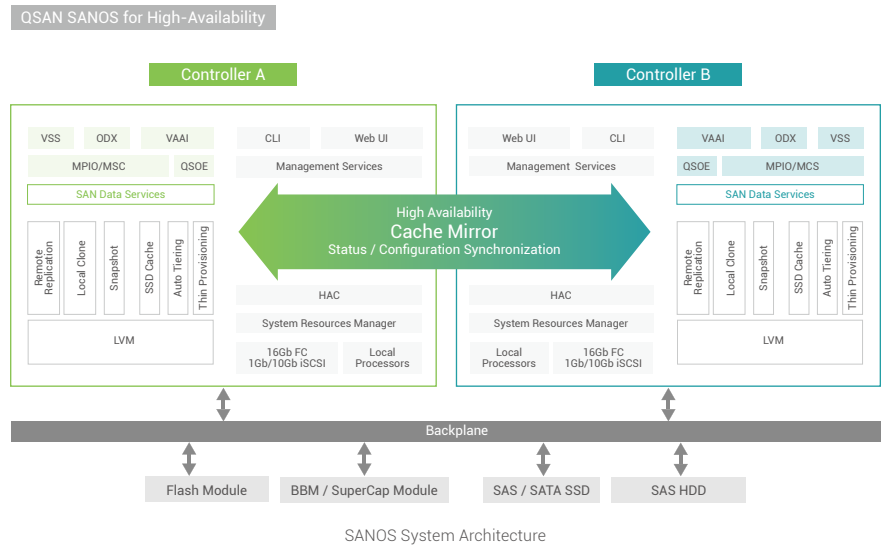 QSAN SANOS for High-Availability
Controller A
Controller B
VSS
ODX
VAAI
MPIO/MSC
QSOE
SAN Data Services
CLI
Web UI
Management Services
Web UI
CLI
Management Services
VAAI
ODX
VSS
QSOE
MPIO/MCS
SAN Data Services
High Availability
Cache Mirror
Status / Configuration Synchronization
Remote
Replication
Local Clone
Snapshot
SSD Cache
Auto Tiering
Thin Provisioning
LVM
HAC
System Resources Manager
16Gb FC
1Gb/10Gb iSCSI
Local
Processors
HAC
System Resources Manager
Local
Processors
16Gb FC
1Gb/10Gb iSCSI
Remote
Replication
Local Clone
Snapshot
SSD Cache
Auto Tiering
Thin Provisioning
LVM
Backplane
Flash Module
BBM / SuperCap Module
SAS / SATA SSD
SAS HDD
SANOS System Architecture